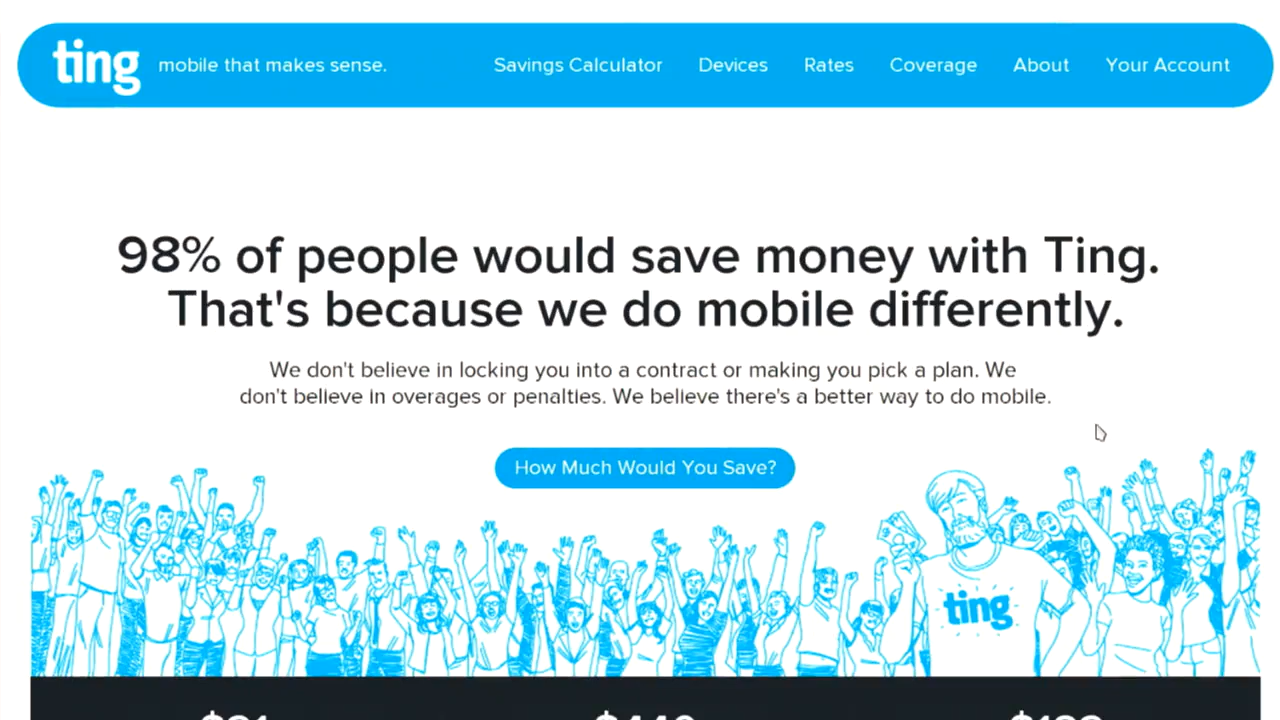 ting mobile that makes sense. Savings Calculator Devices Rates Coverage About Your Account
98% of people would save money with Ting.
That's because we do mobile differently.
We don't believe in locking you into a contract or making you pick a plan. We
don't believe in overages or penalties. We believe there's a better way to do mobile.
How Much Would You Save?
ting